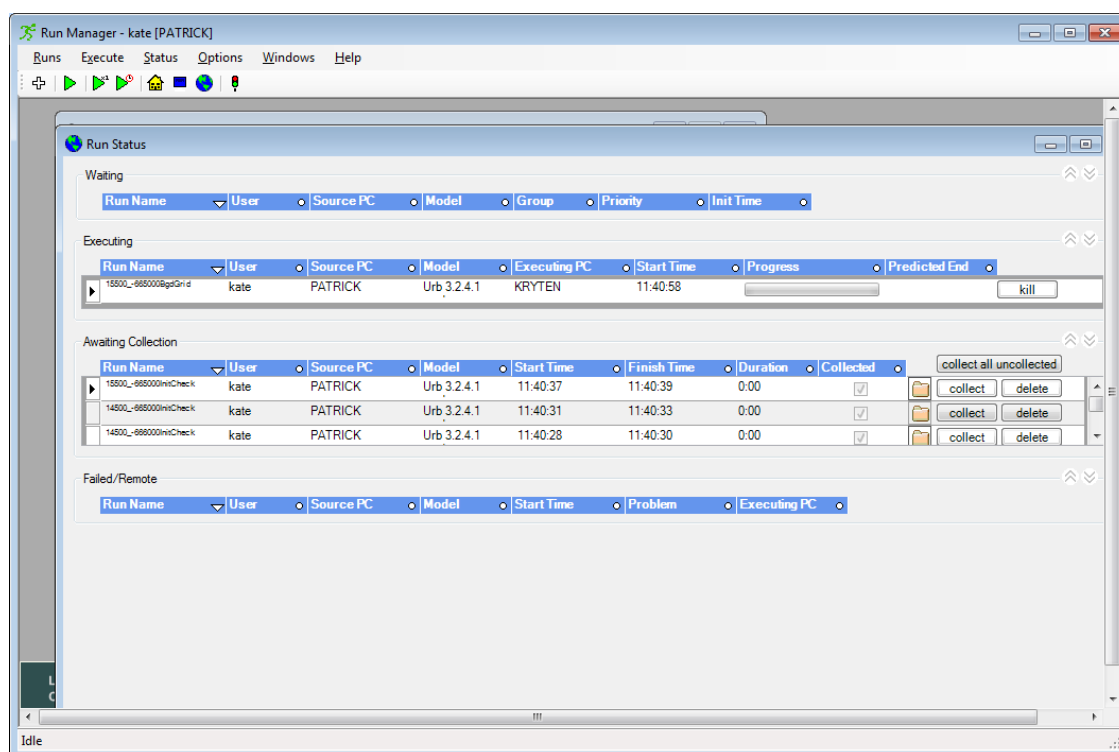 Run Manager - kate [PATRICK]
Runs Execute Status Options Windows Help
Run Status
Waiting
Run Name User Source PC Model Group Priority Init Time
Executing
Run Name User Source PC Model Executing PC Start Time Progress Predicted End
15500_-665000BgdGrid kate PATRICK Urb 3.2.4.1 KRYTEN 11:40:58 kill
Awaiting Collection
Run Name User Source PC Model Start Time Finish Time Duration Collected collect all uncollected
15500_-665000InitCheck kate PATRICK Urb 3.2.4.1 11:40:37 11:40:39 0:00 collect delete
14500_-665000InitCheck kate PATRICK Urb 3.2.4.1 11:40:31 11:40:33 0:00 collect delete
14500_-666000InitCheck kate PATRICK Urb 3.2.4.1 11:40:28 11:40:30 0:00 collect delete
Failed/Remote
Run Name User Source PC Model Start Time Problem Executing PC
Idle